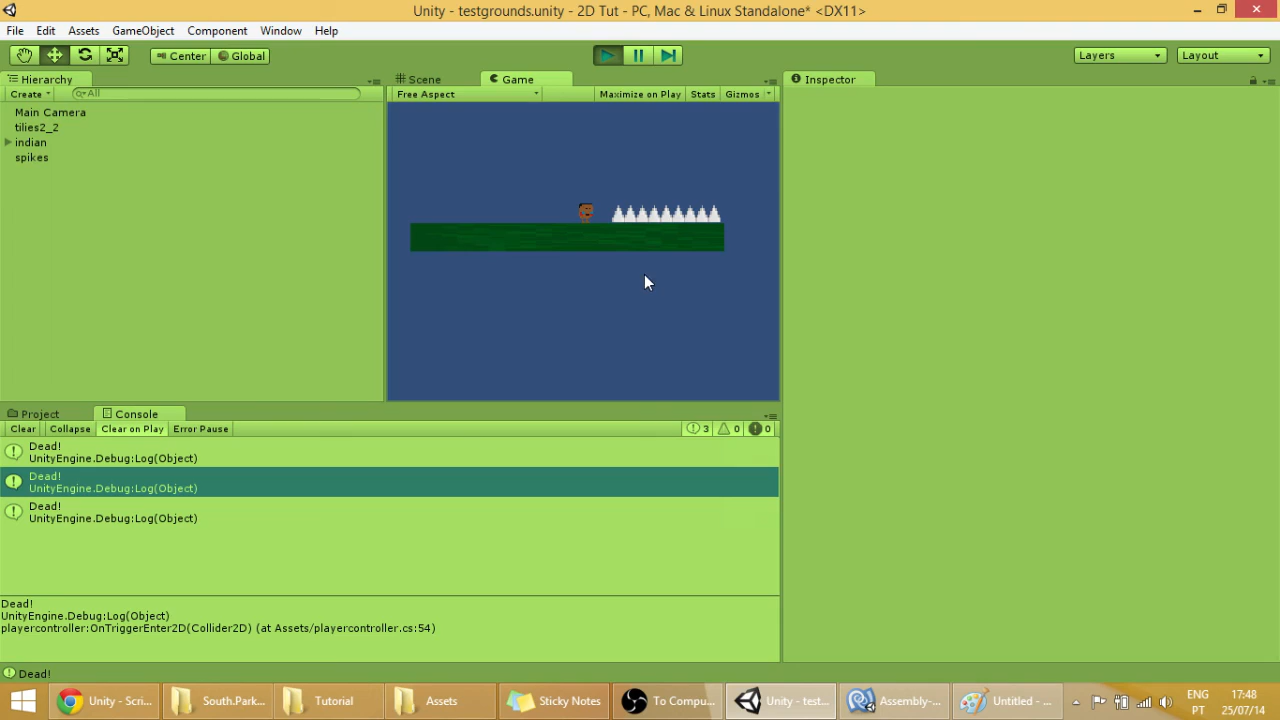 Unity - testgrounds.unity - 2D Tut - PC, Mac & Linux Standalone* <DX11>
File Edit Assets GameObject Component Window Help
Center Global Layers Layout
Hierarchy Scene Game Inspector
Create All Free Aspect Maximize on Play Stats Gizmos
Main Camera
tilies2_2
indian
spikes
Project Console
Clear Collapse Clear on Play Error Pause 3 0 0
Dead!
UnityEngine.Debug:Log(Object)
Dead!
UnityEngine.Debug:Log(Object)
Dead!
UnityEngine.Debug:Log(Object)
Dead!
UnityEngine.Debug:Log(Object)
playercontroller:OnTriggerEnter2D(Collider2D) (at Assets/playercontroller.cs:54)
Dead!
Unity - Scri... South.Park... Tutorial Assets Sticky Notes To Compu... Unity - test... Assembly-... Untitled - ... ENG 17:48
PT 25/07/14